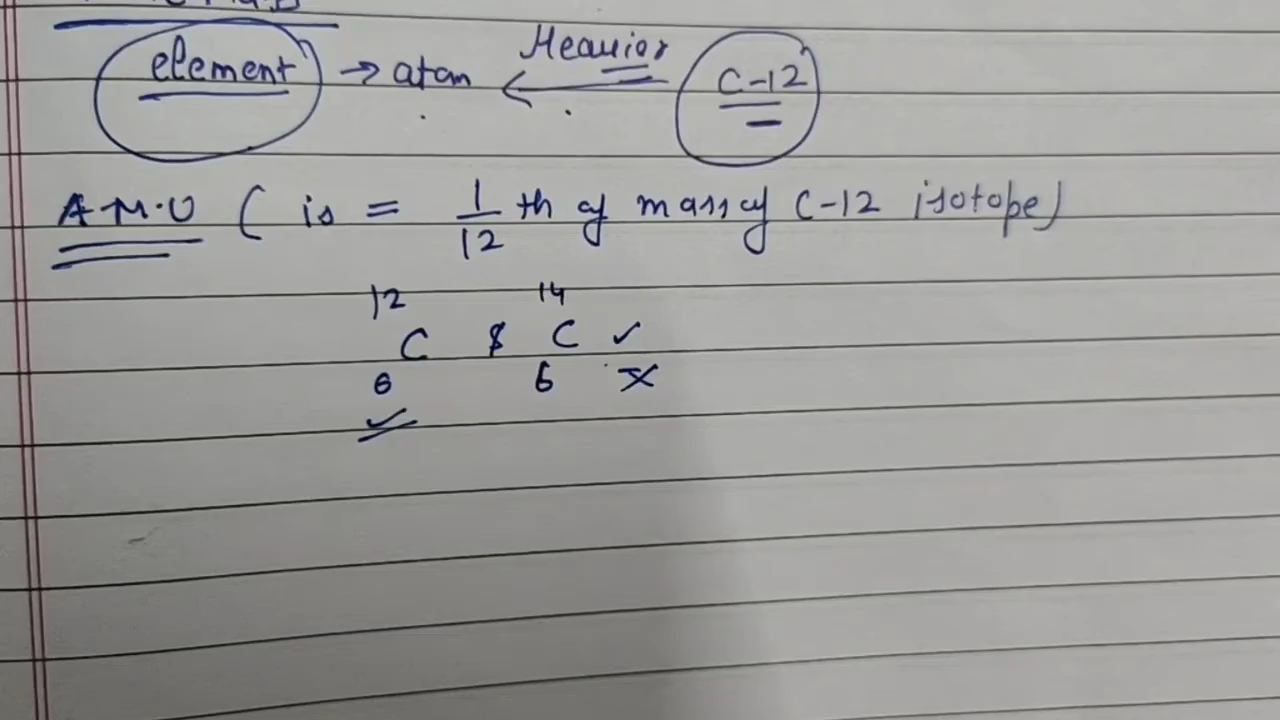 element → atom ← Heavier C-12
A.M.U ( is = 1/12 th of mass of C-12 isotope)
12 14
C $ C ✓
6 6 ✗
✓